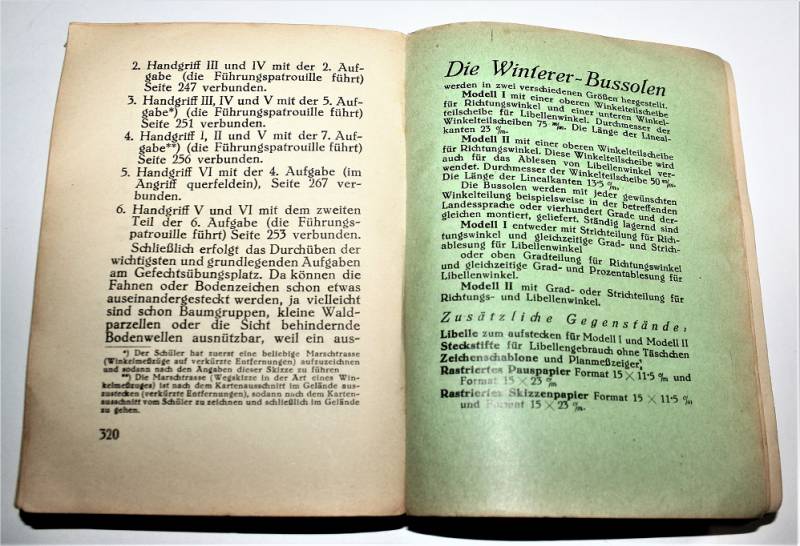 2. Handgriff III und IV mit der 2. Auf-
gabe (die Führungspatrouille führt)
Seite 247 verbunden.
3. Handgriff III, IV und V mit der 5. Auf-
gabe*) (die Führungspatrouille führt)
Seite 251 verbunden.
4. Handgriff I, II und V mit der 7. Auf-
gabe**) (die Führungspatrouille führt)
Seite 256 verbunden.
5. Handgriff VI mit der 4. Aufgabe (im
Angriff querfeldein), Seite 267 ver-
bunden.
6. Handgriff V und VI mit dem zweiten
Teil der 6. Aufgabe (die Führungs-
patrouille führt) Seite 253 verbunden.
Schließlich erfolgt das Durchüben der
wichtigsten und grundlegenden Aufgaben
am Gefechtsübungsplatz. Da können die
Fahnen oder Bodenzeichen schon etwas
auseinandergesteckt werden, ja vielleicht
sind schon Baumgruppen, kleine Wald-
parzellen oder die Sicht behindernde
Bodenwellen ausnützbar, weil ein aus-
*) Der Schüler hat zuerst eine beliebige Marschtrasse
(Winkelmeßzüge auf verkürzte Entfernungen) aufzuzeichnen
und sodann nach den Angaben dieser Skizze zu führen
**) Die Marschtrasse (Wegskizze in der Art eines Win-
kelmeßzuges) ist nach dem Kartenausschnitt im Gelände aus-
zustecken (verkürzte Entfernungen), sodann nach dem Karten-
ausschnitt vom Schüler zu zeichnen und schließlich im Gelände
zu gehen.
320
Die Winterer-Bussolen
werden in zwei verschiedenen Größen hergestellt.
Modell I mit einer oberen Winkelteilscheibe
für Richtungswinkel und einer unteren Winkel-
teilscheibe für Libellenwinkel. Durchmesser der
Winkelteilscheiben 75 m/m. Die Länge der Lineal-
kanten 23 c/m.
Modell II mit einer oberen Winkelteilscheibe
für Richtungswinkel. Diese Winkelteilscheibe wird
auch für das Ablesen von Libellenwinkel ver-
wendet. Durchmesser der Winkelteilscheibe 50 m/m.
Die Länge der Linealkanten 13·5 c/m.
Die Bussolen werden mit jeder gewünschten
Winkelteilung beispielsweise in der betreffenden
Landessprache oder vierhundert Grade und der-
gleichen montiert, geliefert. Ständig lagernd sind
Modell I entweder mit Strichteilung für Rich-
tungswinkel und gleichzeitige Grad- und Strich-
ablesung für Libellenwinkel
oder oben Gradteilung für Richtungswinkel
und gleichzeitige Grad- und Prozentablesung für
Libellenwinkel.
Modell II mit Grad- oder Strichteilung für
Richtungs- und Libellenwinkel.
Zusätzliche Gegenstände:
Libelle zum aufstecken für Modell I und Modell II
Steckstifte für Libellengebrauch ohne Täschchen
Zeichenschablone und Planmeßzeiger,
Rastriertes Pauspapier Format 15 × 11·5 c/m und
Format 15 × 23 c/m.
Rastriertes Skizzenpapier Format 15 × 11·5 c/m
und Format 15 × 23 c/m.